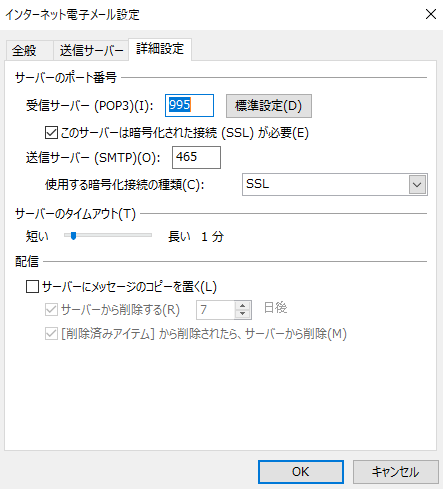 インターネット電子メール設定
全般 送信サーバー 詳細設定
サーバーのポート番号
受信サーバー (POP3)(I): 995 標準設定(D)
このサーバーは暗号化された接続 (SSL) が必要(E)
送信サーバー (SMTP)(O): 465
使用する暗号化接続の種類(C): SSL
サーバーのタイムアウト(T)
短い 長い 1 分
配信
サーバーにメッセージのコピーを置く(L)
サーバーから削除する(R) 7 日後
[削除済みアイテム] から削除されたら、サーバーから削除(M)
OK キャンセル